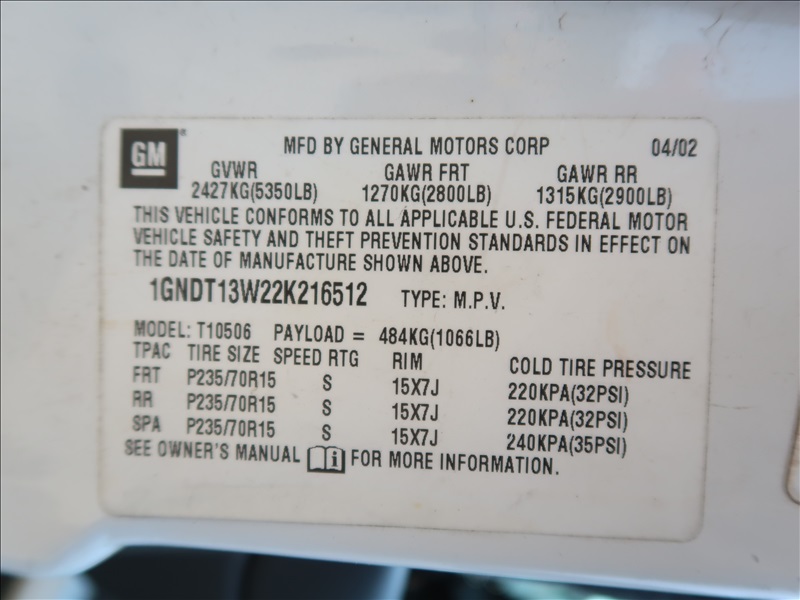 GM® MFD BY GENERAL MOTORS CORP 04/02
GVWR GAWR FRT GAWR RR
2427KG(5350LB) 1270KG(2800LB) 1315KG(2900LB)
THIS VEHICLE CONFORMS TO ALL APPLICABLE U.S. FEDERAL MOTOR
VEHICLE SAFETY AND THEFT PREVENTION STANDARDS IN EFFECT ON
THE DATE OF MANUFACTURE SHOWN ABOVE.
1GNDT13W22K216512 TYPE: M.P.V.
MODEL: T10506 PAYLOAD = 484KG(1066LB)
TPAC TIRE SIZE SPEED RTG RIM COLD TIRE PRESSURE
FRT P235/70R15 S 15X7J 220KPA(32PSI)
RR P235/70R15 S 15X7J 220KPA(32PSI)
SPA P235/70R15 S 15X7J 240KPA(35PSI)
SEE OWNER'S MANUAL i FOR MORE INFORMATION.